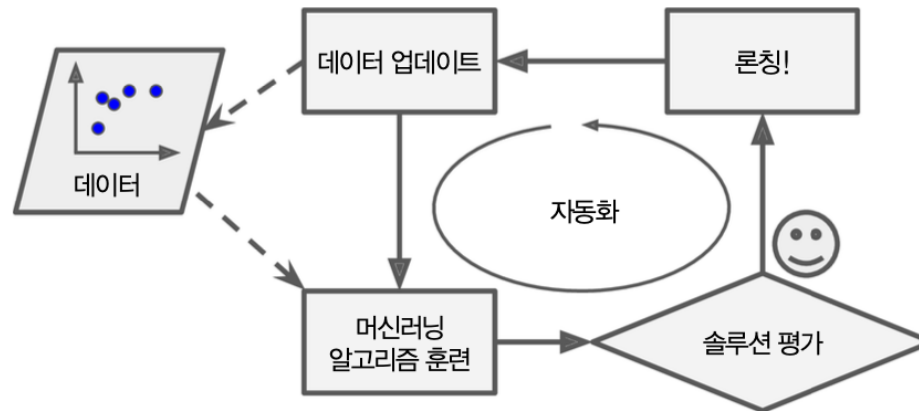 데이터 업데이트
론칭!
데이터
자동화
머신러닝
알고리즘 훈련
솔루션 평가